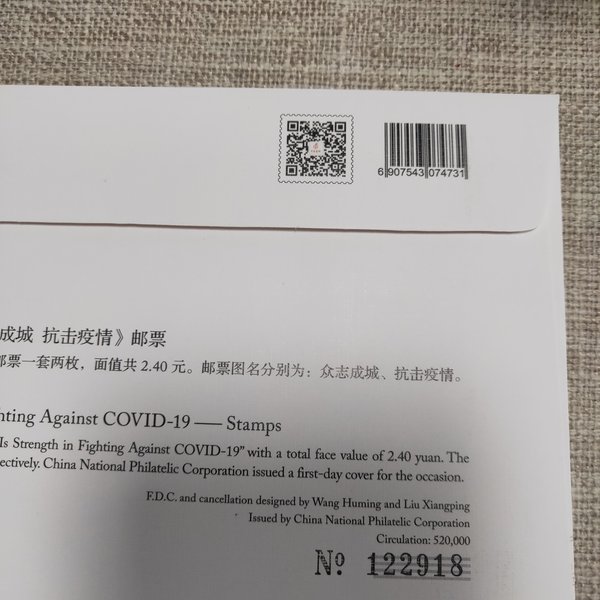 6 907543 074731
成城 抗击疫情》邮票
邮票一套两枚，面值共 2.40 元。邮票图名分别为：众志成城、抗击疫情。
hting Against COVID-19 — Stamps
Is Strength in Fighting Against COVID-19” with a total face value of 2.40 yuan. The
ectively. China National Philatelic Corporation issued a first-day cover for the occasion.
F.D.C. and cancellation designed by Wang Huming and Liu Xiangping
Issued by China National Philatelic Corporation
Circulation: 520,000
№ 122918